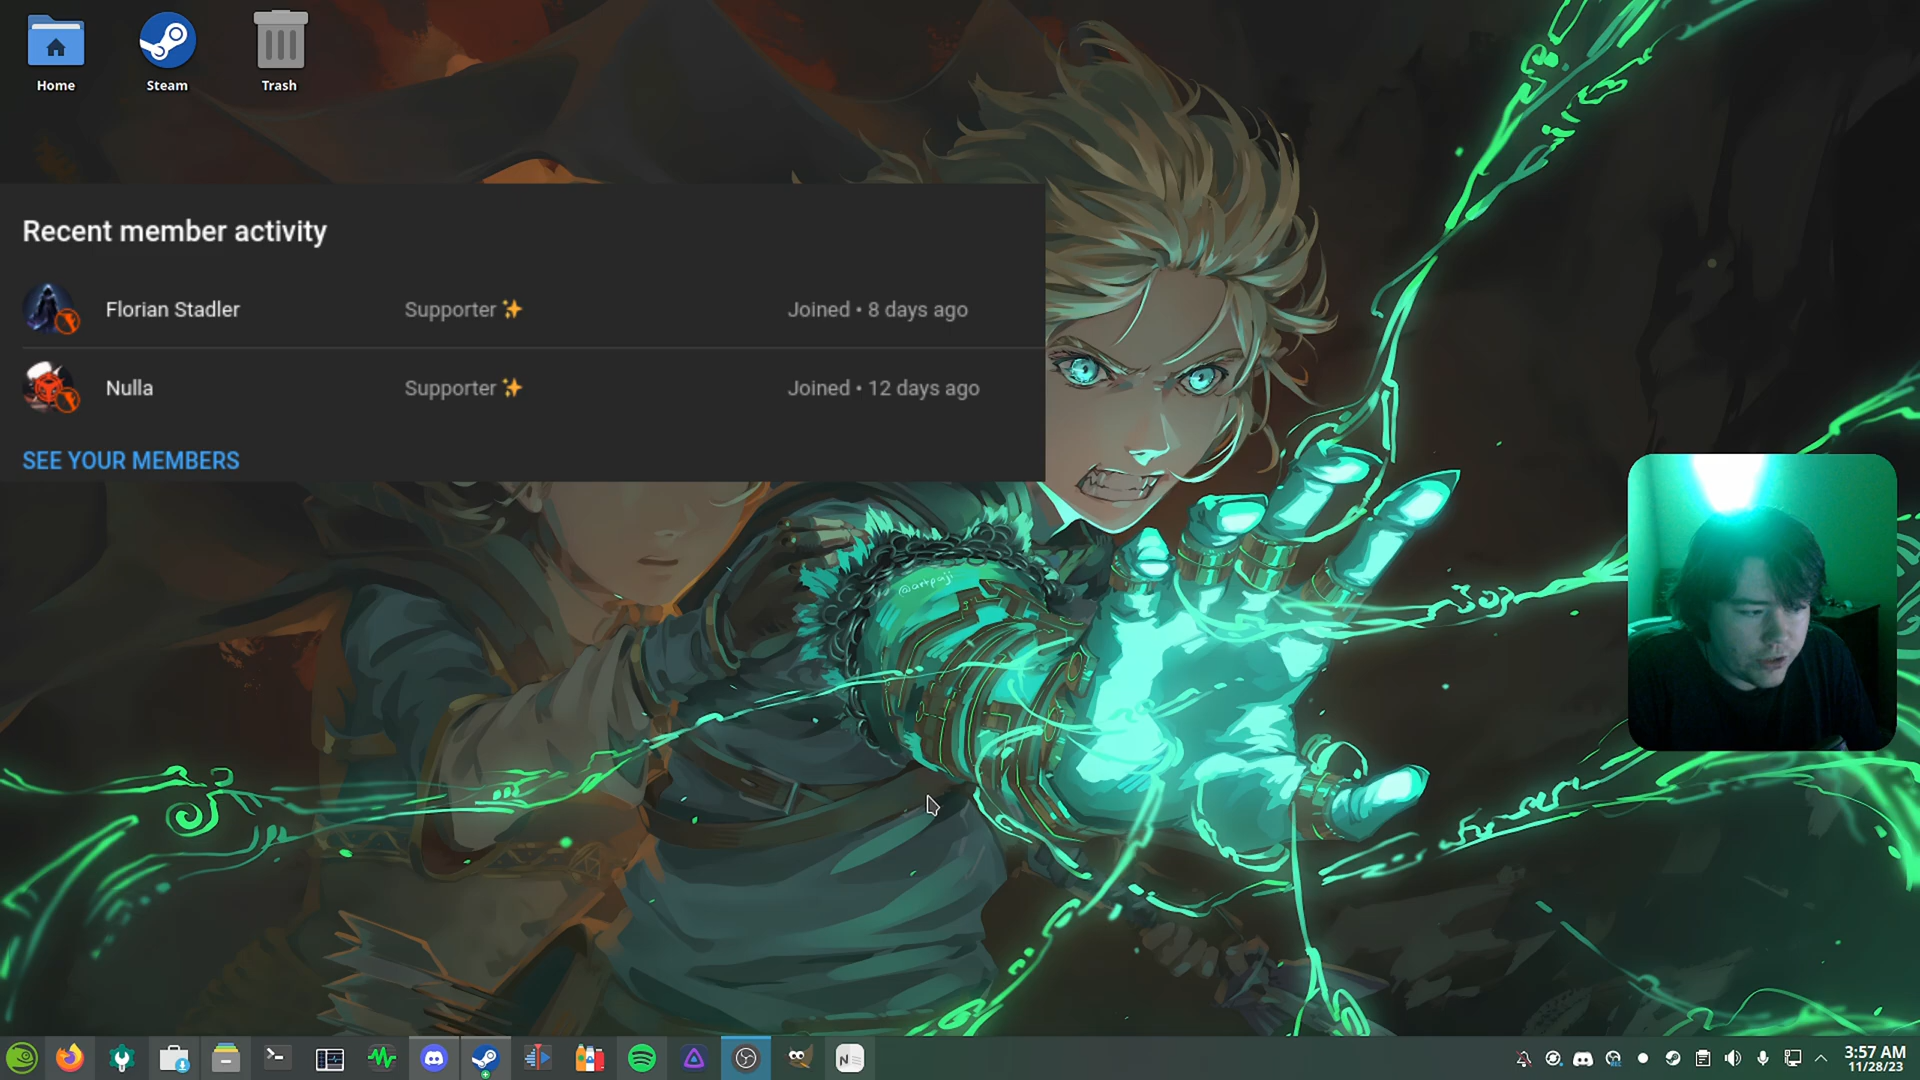 Home
Steam
Trash
Recent member activity
Florian Stadler
Supporter ✨
Joined • 8 days ago
Nulla
Supporter ✨
Joined • 12 days ago
SEE YOUR MEMBERS
@artpaji
3:57 AM
11/28/23